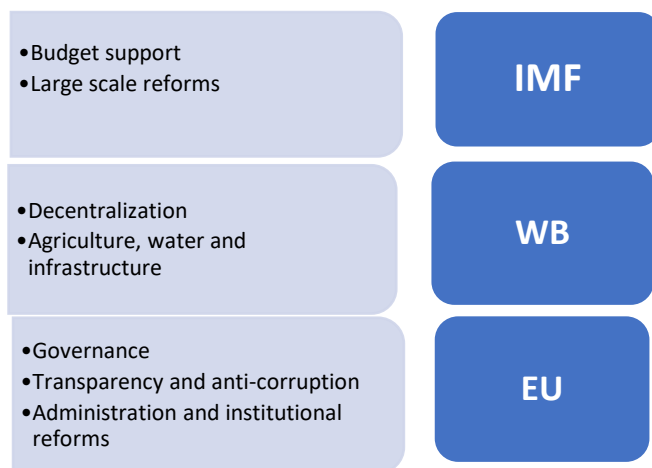 •Budget support
•Large scale reforms
IMF
•Decentralization
•Agriculture, water and
infrastructure
WB
•Governance
•Transparency and anti-corruption
•Administration and institutional
reforms
EU